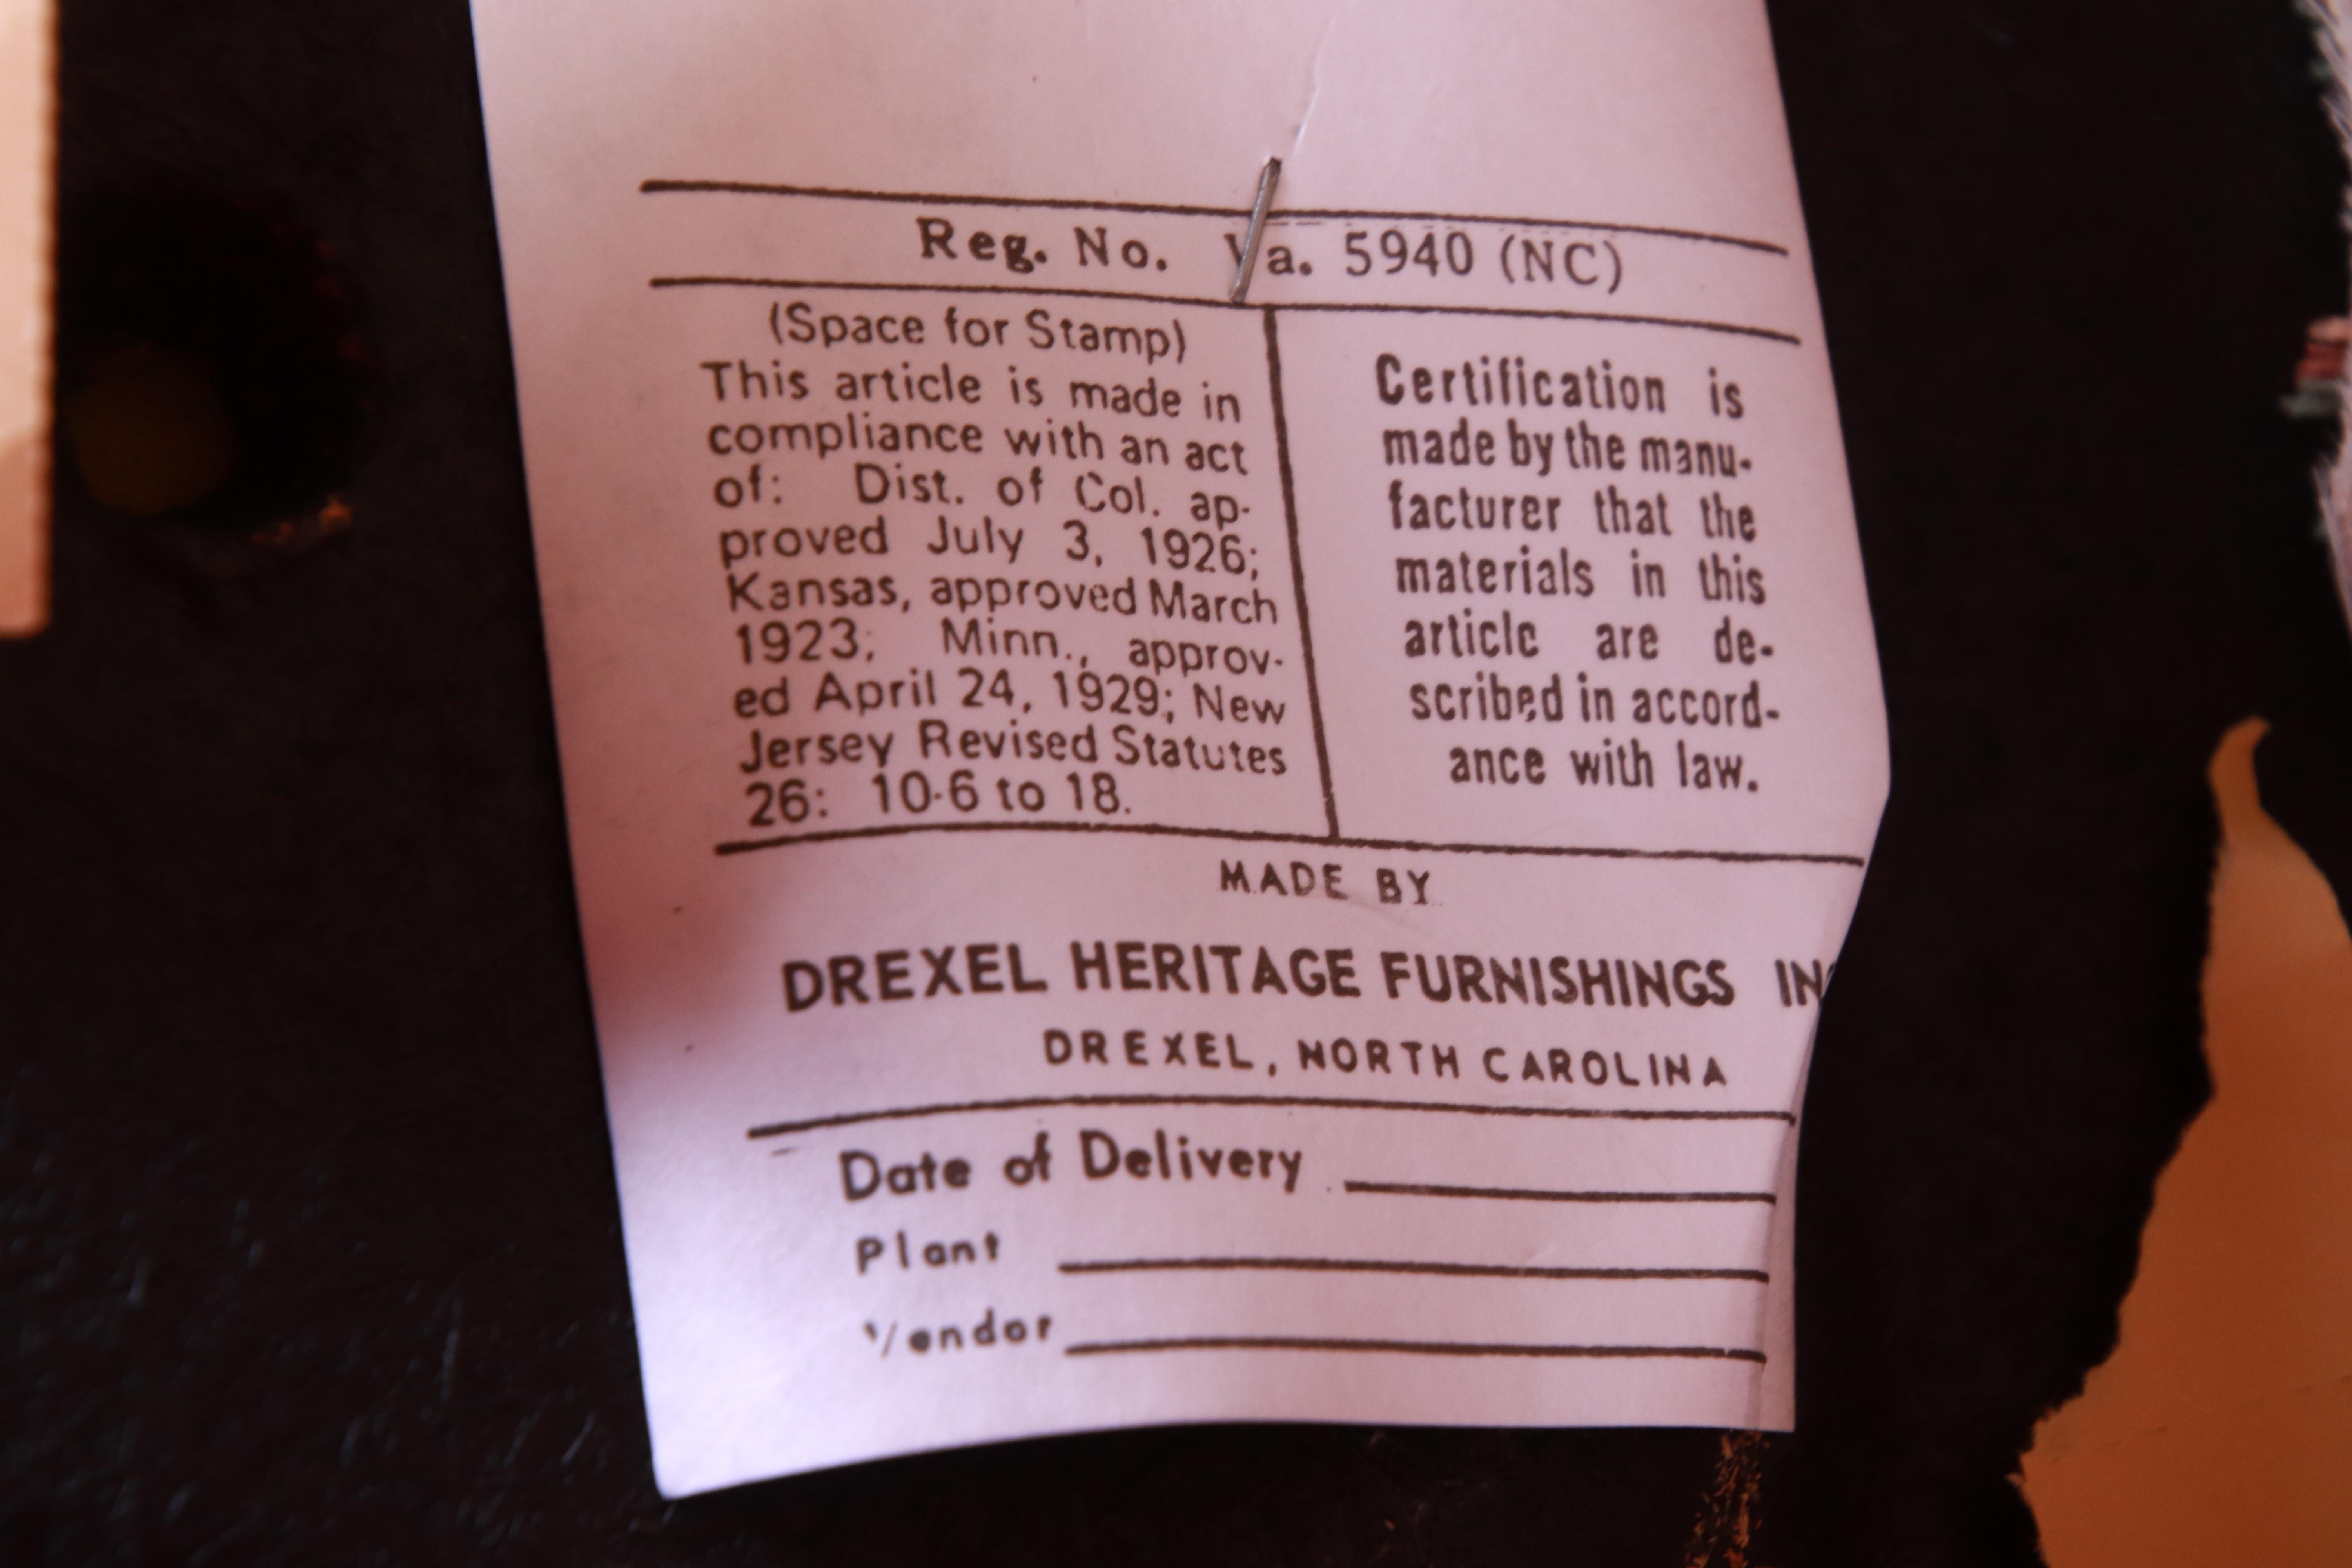 Reg. No. Va. 5940 (NC)
(Space for Stamp)
This article is made in
compliance with an act
of: Dist. of Col. ap-
proved July 3, 1926;
Kansas, approved March
1923; Minn., approv-
ed April 24, 1929; New
Jersey Revised Statutes
26: 10-6 to 18.
Certification is
made by the manu-
facturer that the
materials in this
article are de-
scribed in accord-
ance with law.
MADE BY
DREXEL HERITAGE FURNISHINGS INC
DREXEL, NORTH CAROLINA
Date of Delivery
Plant
Vendor